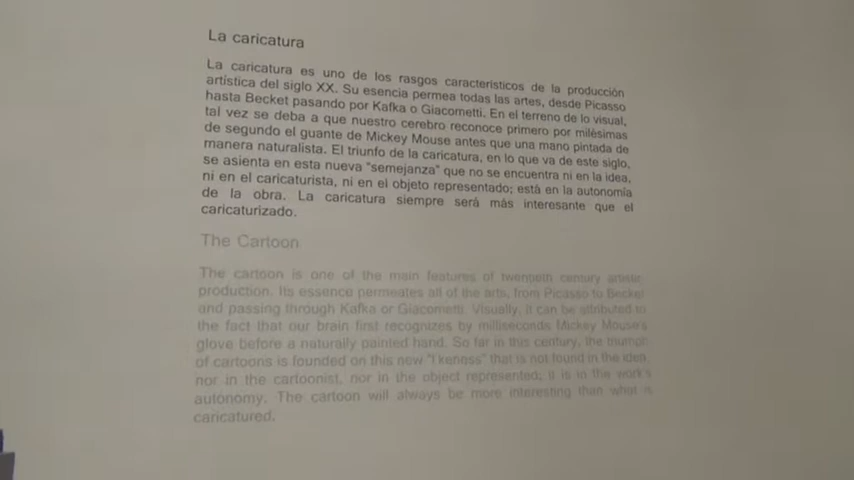 La caricatura
La caricatura es uno de los rasgos característicos de la producción
artística del siglo XX. Su esencia permea todas las artes, desde Picasso
hasta Becket pasando por Kafka o Giacometti. En el terreno de lo visual,
tal vez se deba a que nuestro cerebro reconoce primero por milésimas
de segundo el guante de Mickey Mouse antes que una mano pintada de
manera naturalista. El triunfo de la caricatura, en lo que va de este siglo,
se asienta en esta nueva "semejanza" que no se encuentra ni en la idea,
ni en el caricaturista, ni en el objeto representado; está en la autonomía
de la obra. La caricatura siempre será más interesante que el
caricaturizado.
The Cartoon
The cartoon is one of the main features of twentieth century artistic
production. Its essence permeates all of the arts, from Picasso to Becket
and passing through Kafka or Giacometti. Visually, it can be attributed to
the fact that our brain first recognizes by milliseconds Mickey Mouse's
glove before a naturally painted hand. So far in this century, the triumph
of cartoons is founded on this new "likeness" that is not found in the idea,
nor in the cartoonist, nor in the object represented; it is in the work's
autonomy. The cartoon will always be more interesting than what is
caricatured.